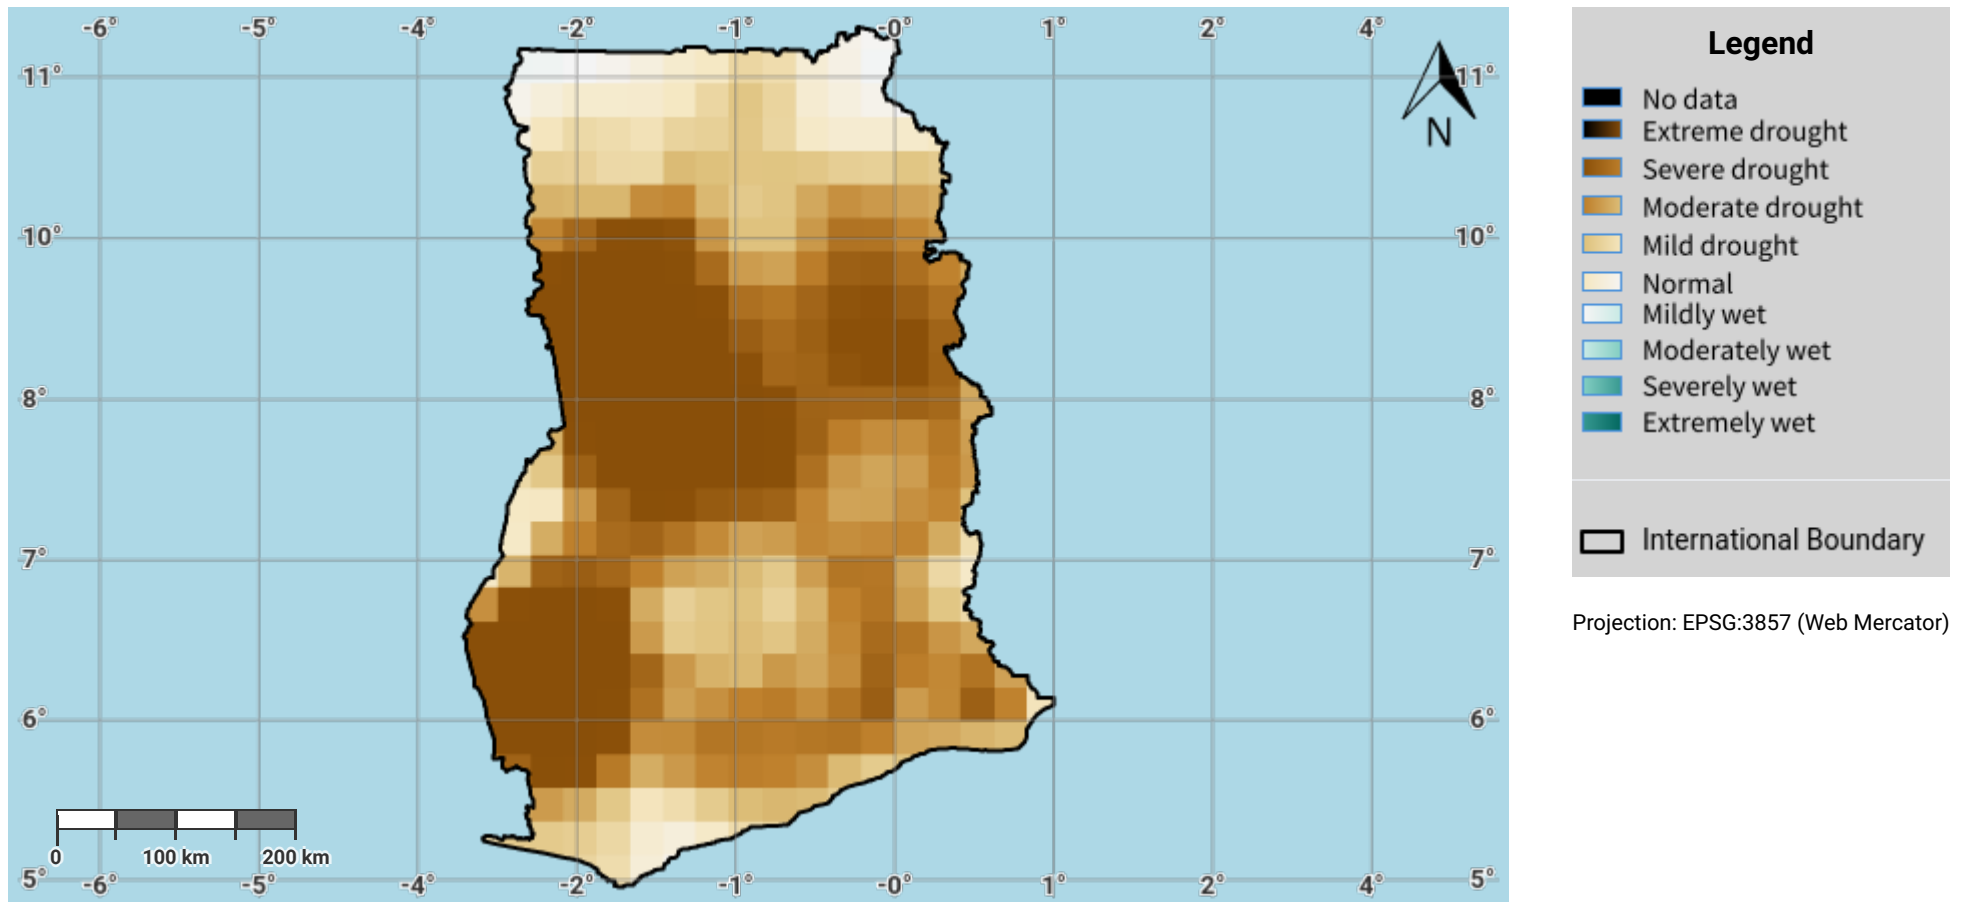 -6° -5° -4° -2° -1° -0° 1° 2° 4°
11° 11°
N
10° 10°
8° 8°
7° 7°
6° 6°
0 100 km 200 km
5° 5°
-6° -5° -4° -2° -1° -0° 1° 2° 4°
Legend
No data
Extreme drought
Severe drought
Moderate drought
Mild drought
Normal
Mildly wet
Moderately wet
Severely wet
Extremely wet
International Boundary
Projection: EPSG:3857 (Web Mercator)